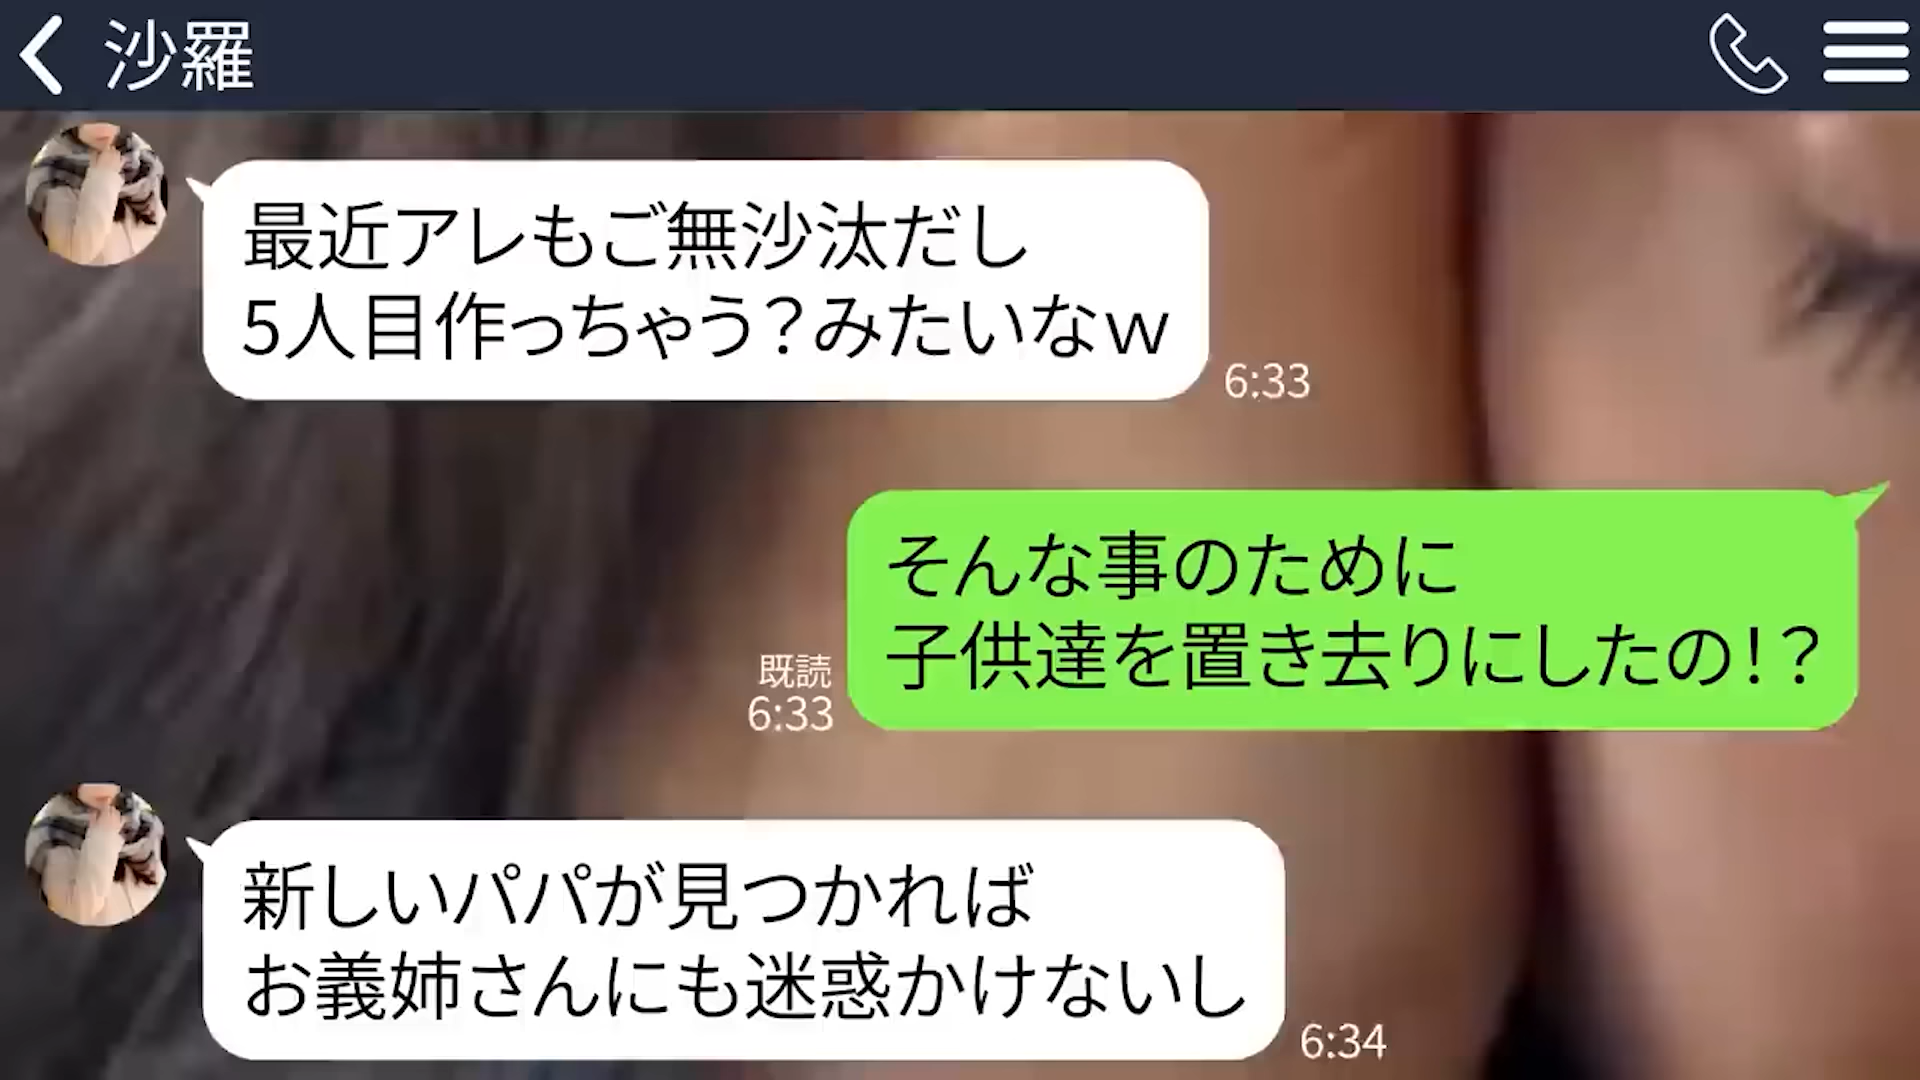 沙羅
最近アレもご無沙汰だし
5人目作っちゃう？みたいなw
6:33
そんな事のために
子供達を置き去りにしたの！？
既読
6:33
新しいパパが見つかれば
お義姉さんにも迷惑かけないし
6:34